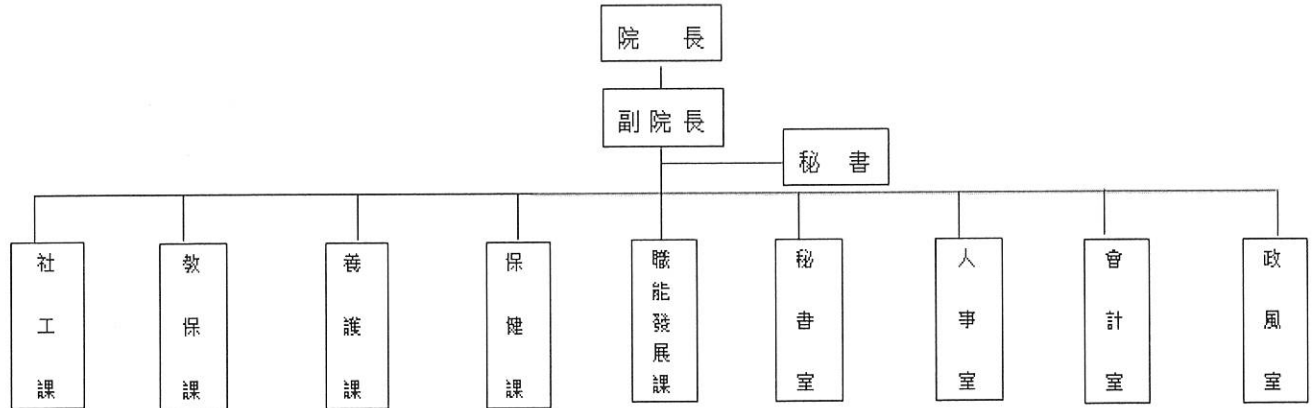 院長
副院長
秘書
社工課
教保課
養護課
保健課
職能發展課
秘書室
人事室
會計室
政風室